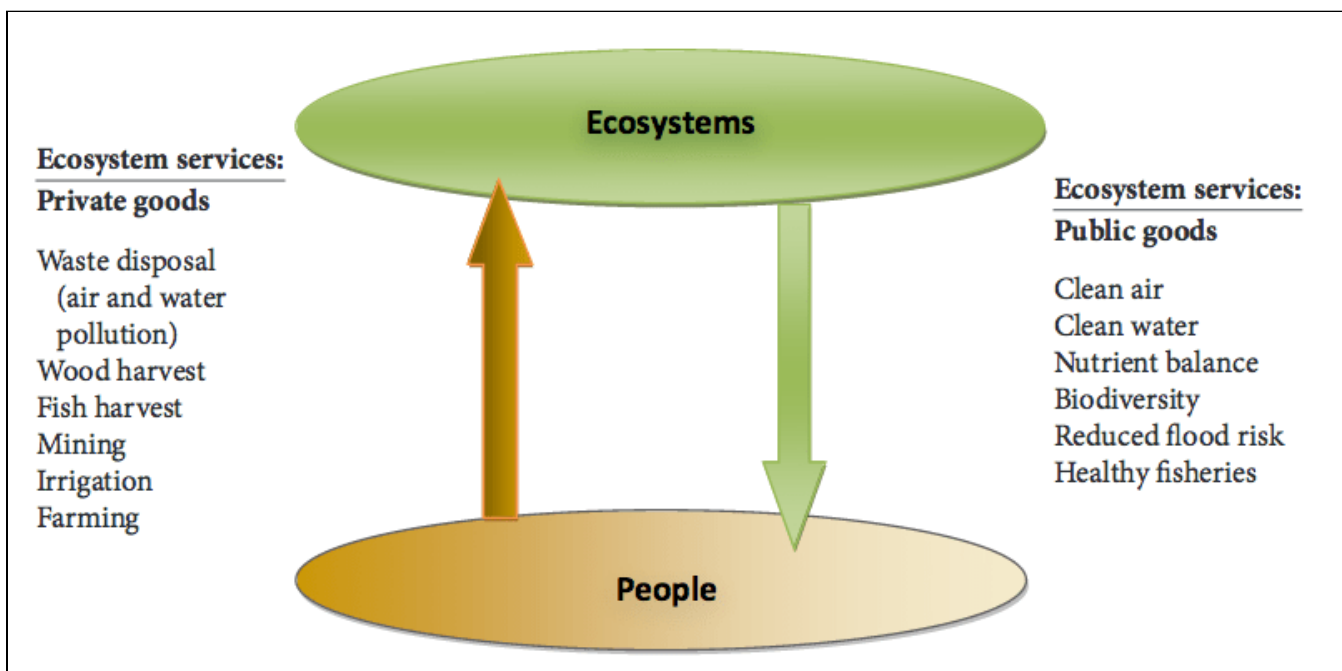 Ecosystems
Ecosystem services:
Private goods
Waste disposal
(air and water
pollution)
Wood harvest
Fish harvest
Mining
Irrigation
Farming
Ecosystem services:
Public goods
Clean air
Clean water
Nutrient balance
Biodiversity
Reduced flood risk
Healthy fisheries
People